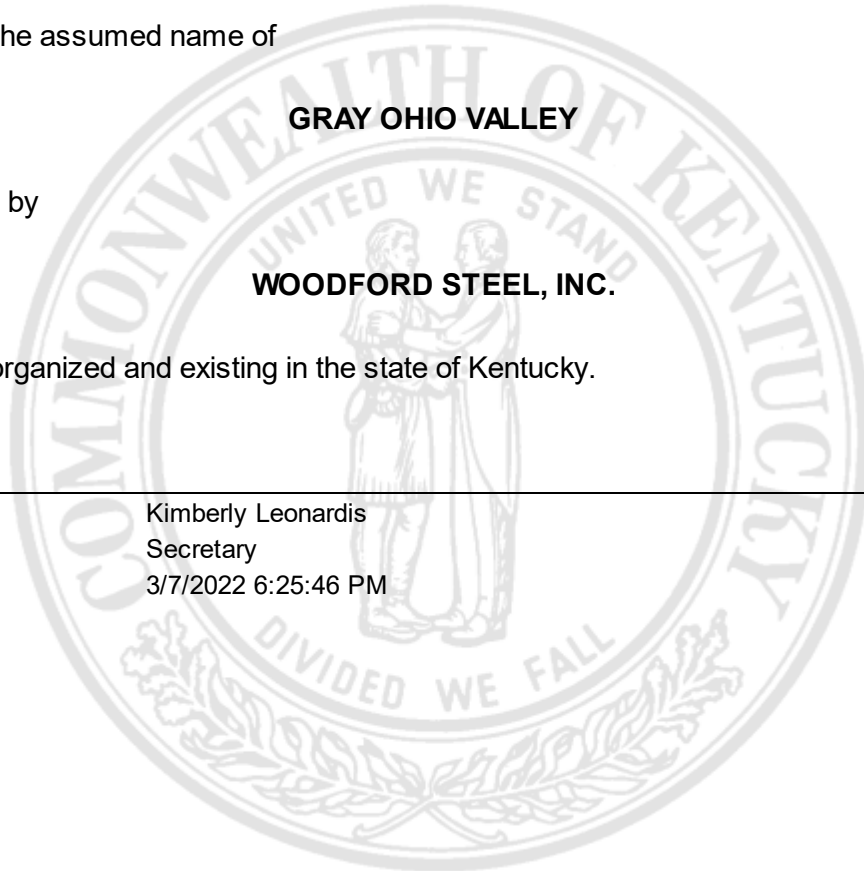 he assumed name of
GRAY OHIO VALLEY
by
WOODFORD STEEL, INC.
organized and existing in the state of Kentucky.
Kimberly Leonardis
Secretary
3/7/2022 6:25:46 PM
COMMONWEALTH OF KENTUCKY
UNITED WE STAND
DIVIDED WE FALL